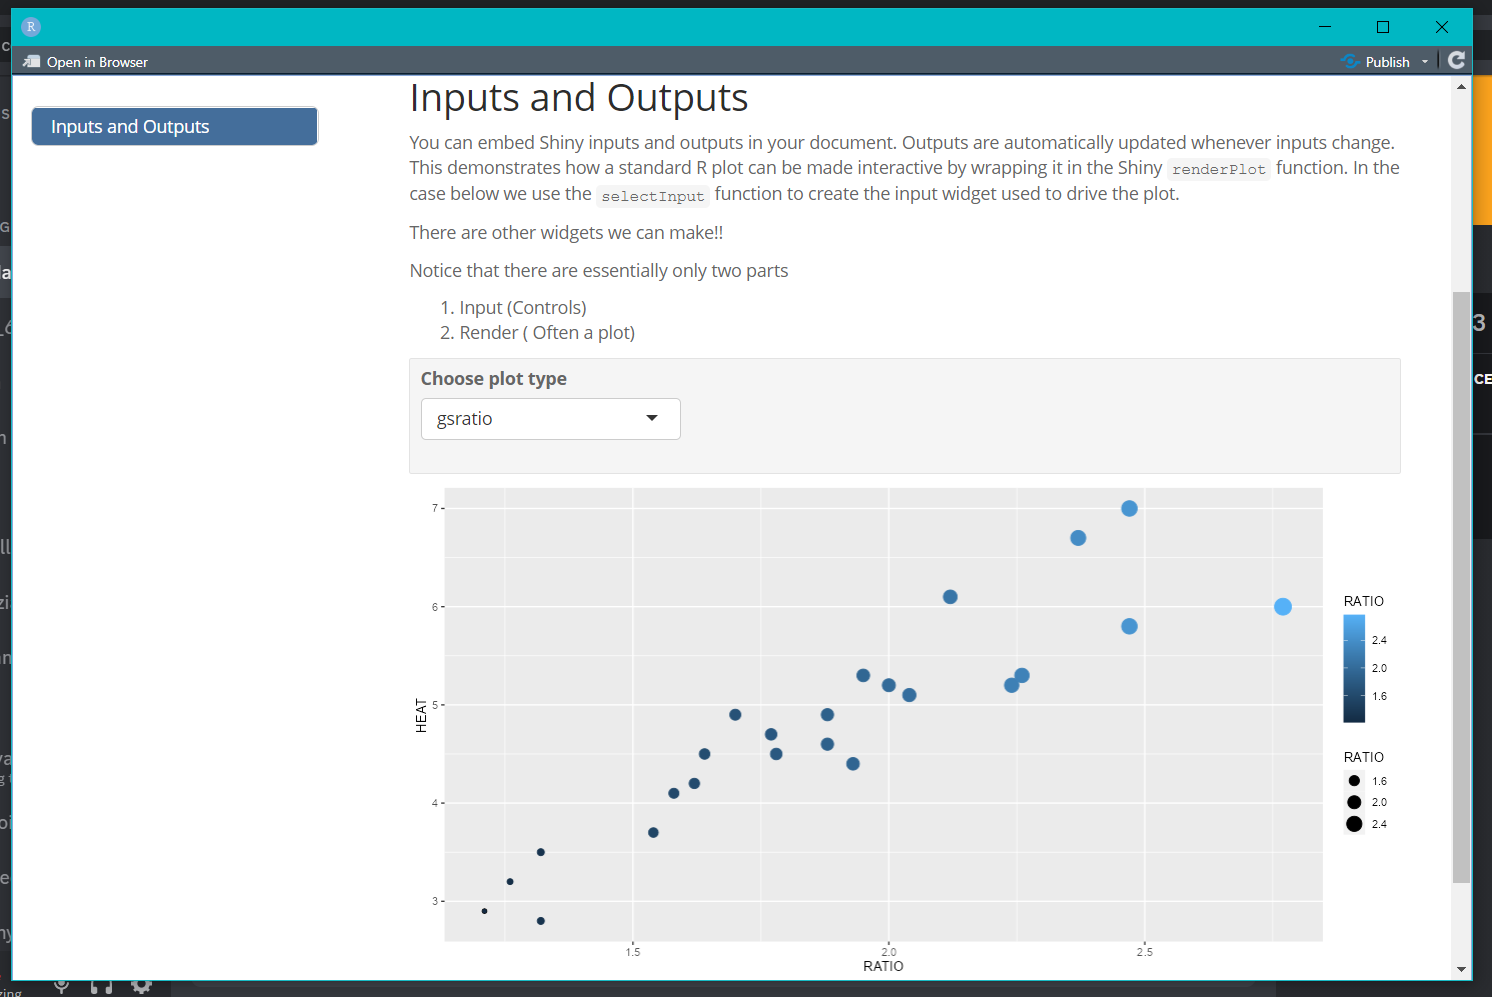 R
Open in Browser
Publish
Inputs and Outputs
Inputs and Outputs
You can embed Shiny inputs and outputs in your document. Outputs are automatically updated whenever inputs change.
This demonstrates how a standard R plot can be made interactive by wrapping it in the Shiny renderPlot function. In the
case below we use the selectInput function to create the input widget used to drive the plot.
There are other widgets we can make!!
Notice that there are essentially only two parts
1. Input (Controls)
2. Render ( Often a plot)
Choose plot type
gsratio
7
6
5
4
3
HEAT
1.5 2.0 2.5
RATIO
RATIO
2.4
2.0
1.6
RATIO
1.6
2.0
2.4
3
CE